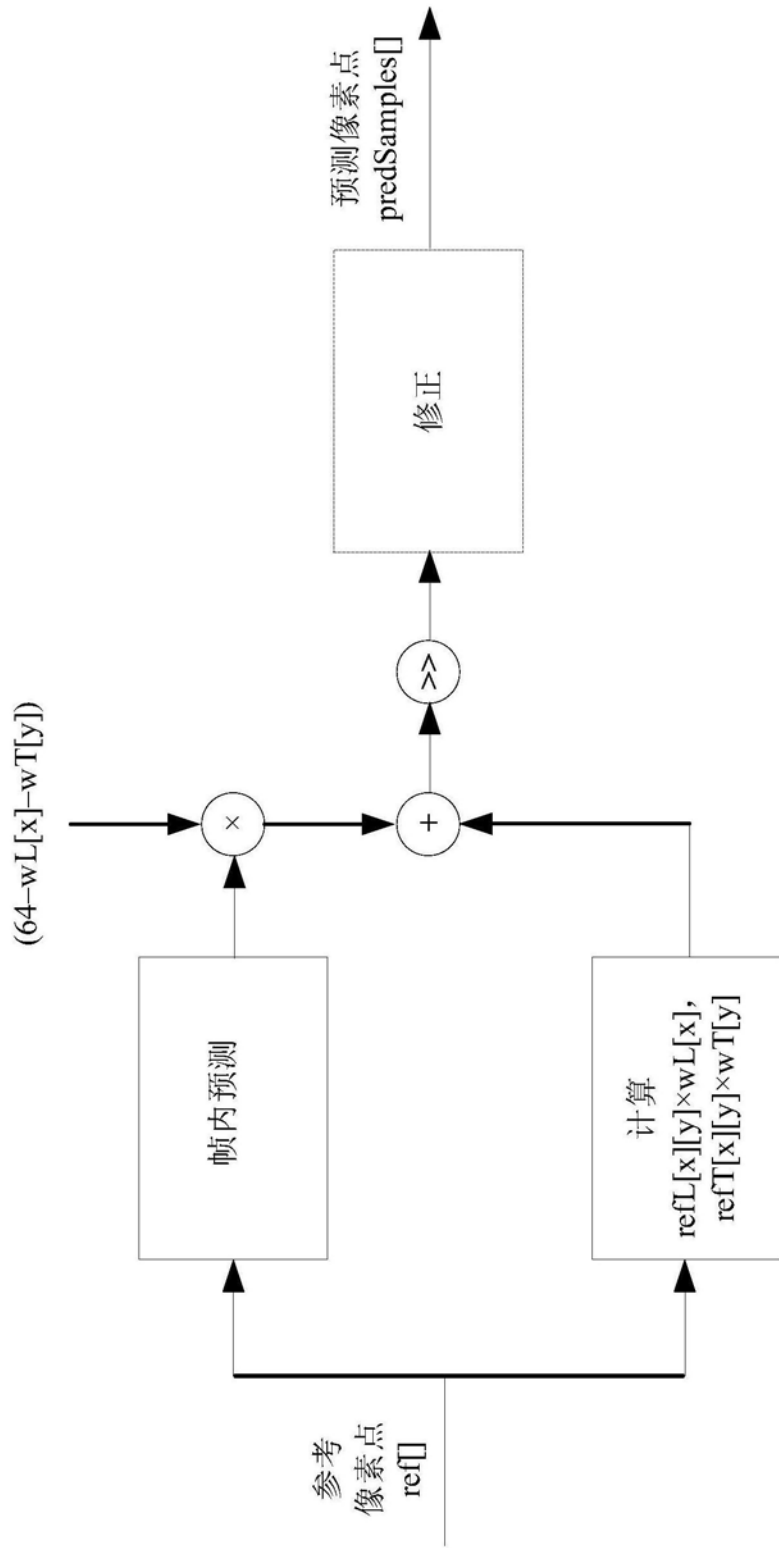 参考
像素点
ref[]
帧内预测
(64–wL[x]–wT[y])
×
+
>>
计算
refL[x][y]×wL[x],
refT[x][y]×wT[y]
修正
预测像素点
predSamples[]